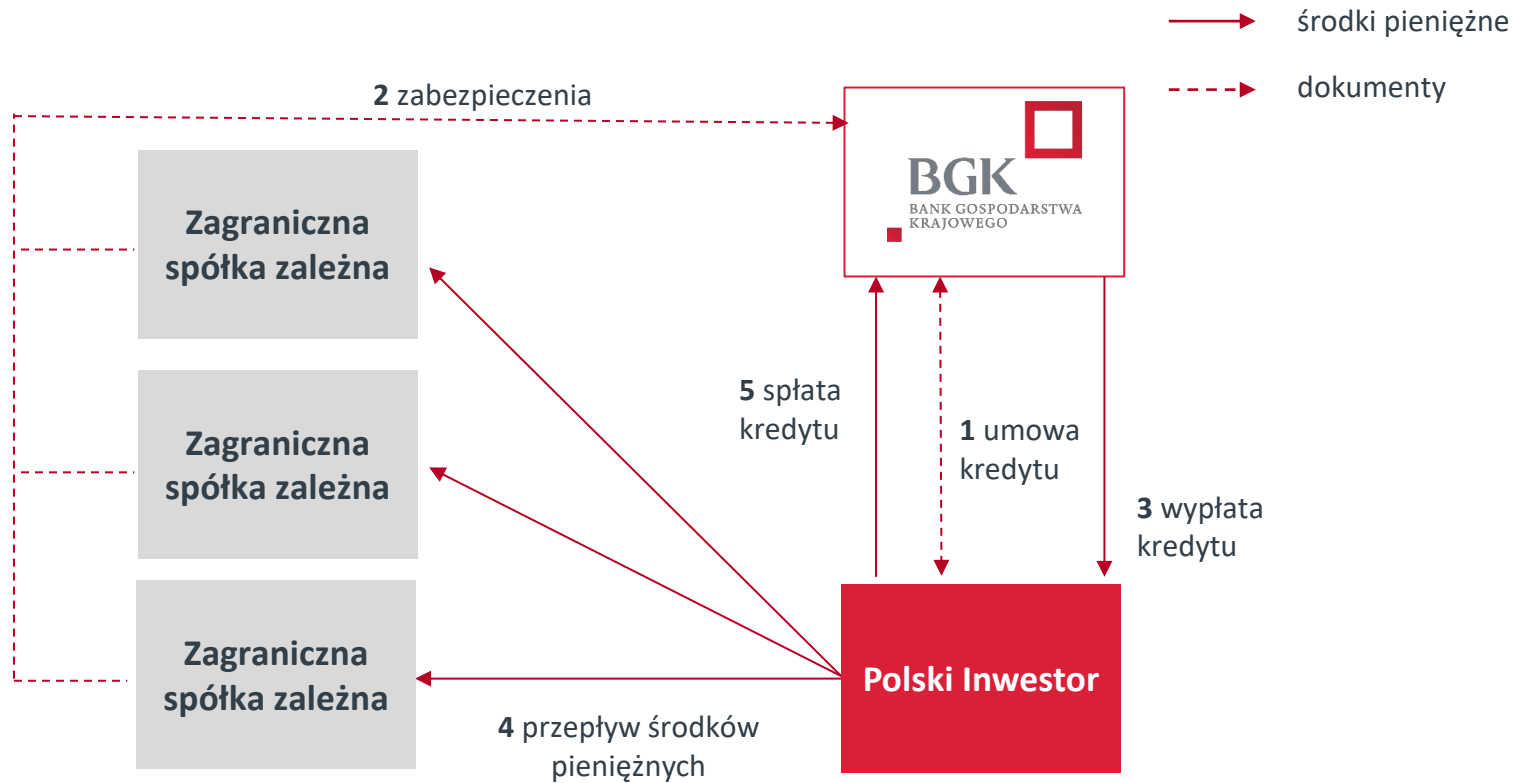 środki pieniężne
dokumenty
2 zabezpieczenia
BGK
BANK GOSPODARSTWA
KRAJOWEGO
Zagraniczna
spółka zależna
Zagraniczna
spółka zależna
Zagraniczna
spółka zależna
5 spłata
kredytu
1 umowa
kredytu
3 wypłata
kredytu
Polski Inwestor
4 przepływ środków
pieniężnych